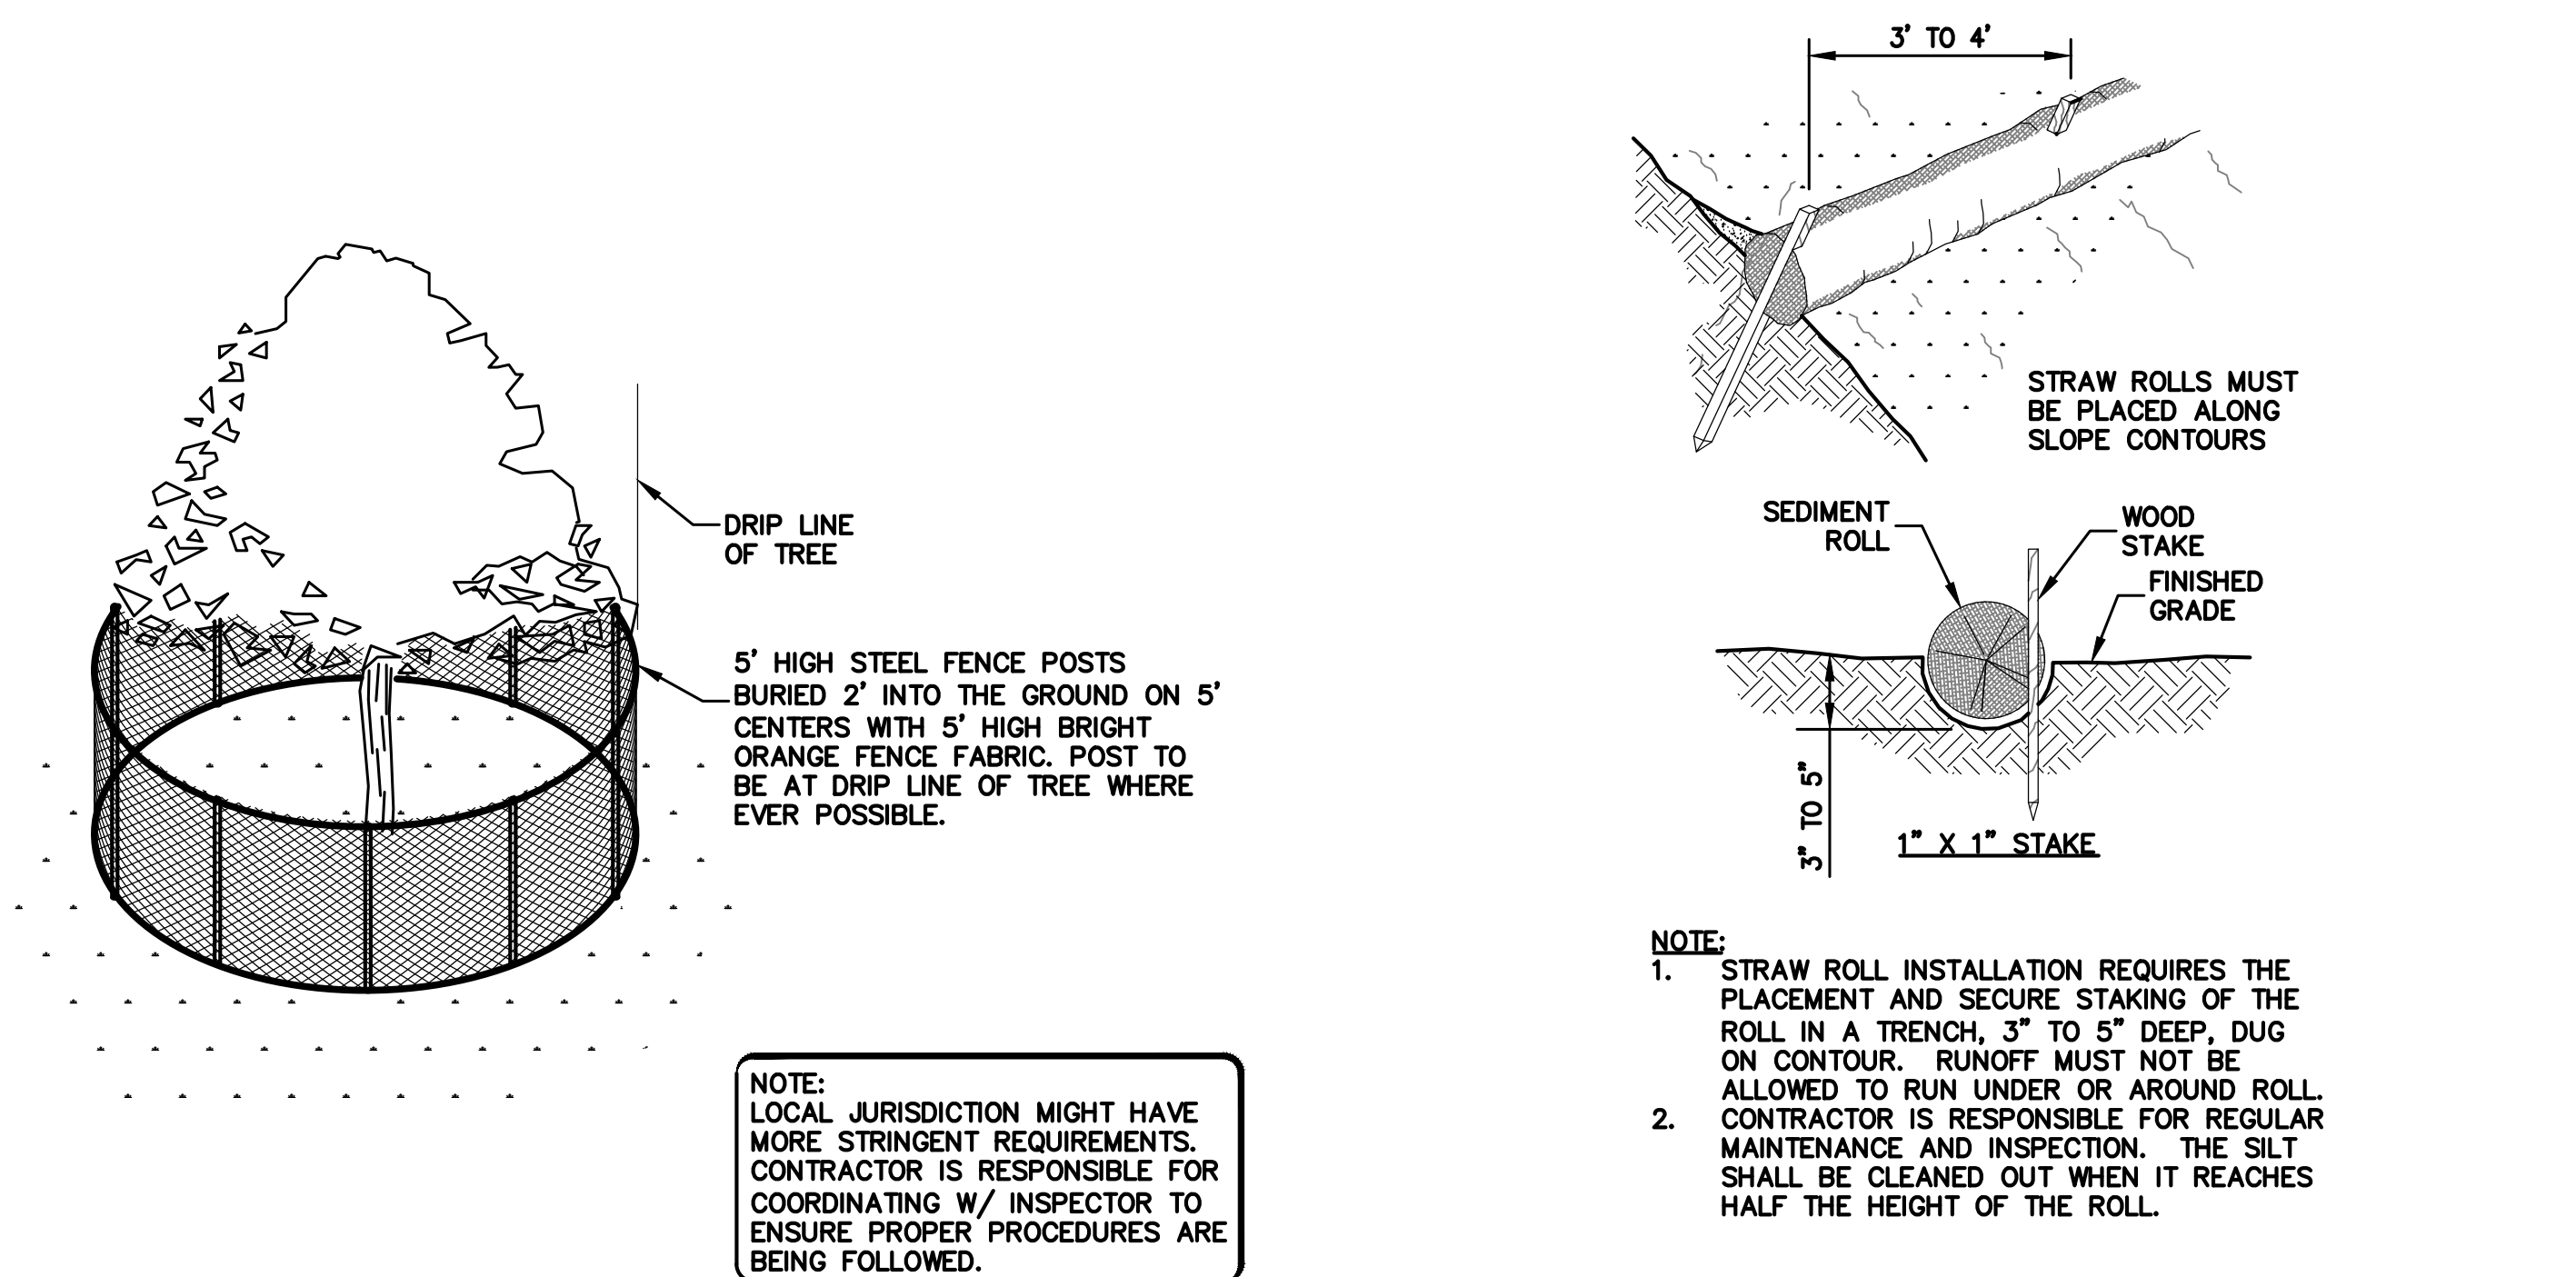 DRIP LINE
OF TREE
5' HIGH STEEL FENCE POSTS
BURIED 2' INTO THE GROUND ON 5'
CENTERS WITH 5' HIGH BRIGHT
ORANGE FENCE FABRIC. POST TO
BE AT DRIP LINE OF TREE WHERE
EVER POSSIBLE.
NOTE:
LOCAL JURISDICTION MIGHT HAVE
MORE STRINGENT REQUIREMENTS.
CONTRACTOR IS RESPONSIBLE FOR
COORDINATING W/ INSPECTOR TO
ENSURE PROPER PROCEDURES ARE
BEING FOLLOWED.
3' TO 4'
STRAW ROLLS MUST
BE PLACED ALONG
SLOPE CONTOURS
SEDIMENT
ROLL
WOOD
STAKE
FINISHED
GRADE
3" TO 5"
1" X 1" STAKE
NOTE:
1. STRAW ROLL INSTALLATION REQUIRES THE
PLACEMENT AND SECURE STAKING OF THE
ROLL IN A TRENCH, 3" TO 5" DEEP, DUG
ON CONTOUR. RUNOFF MUST NOT BE
ALLOWED TO RUN UNDER OR AROUND ROLL.
2. CONTRACTOR IS RESPONSIBLE FOR REGULAR
MAINTENANCE AND INSPECTION. THE SILT
SHALL BE CLEANED OUT WHEN IT REACHES
HALF THE HEIGHT OF THE ROLL.